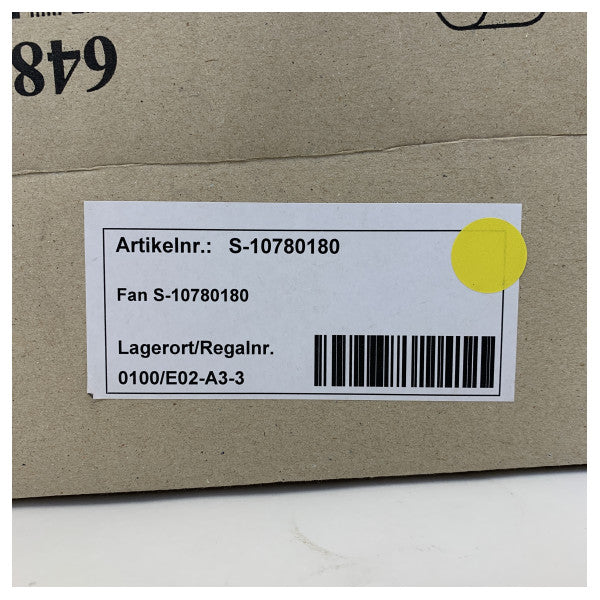 648
Artikelnr.: S-10780180
Fan S-10780180
Lagerort/Regalnr.
0100/E02-A3-3